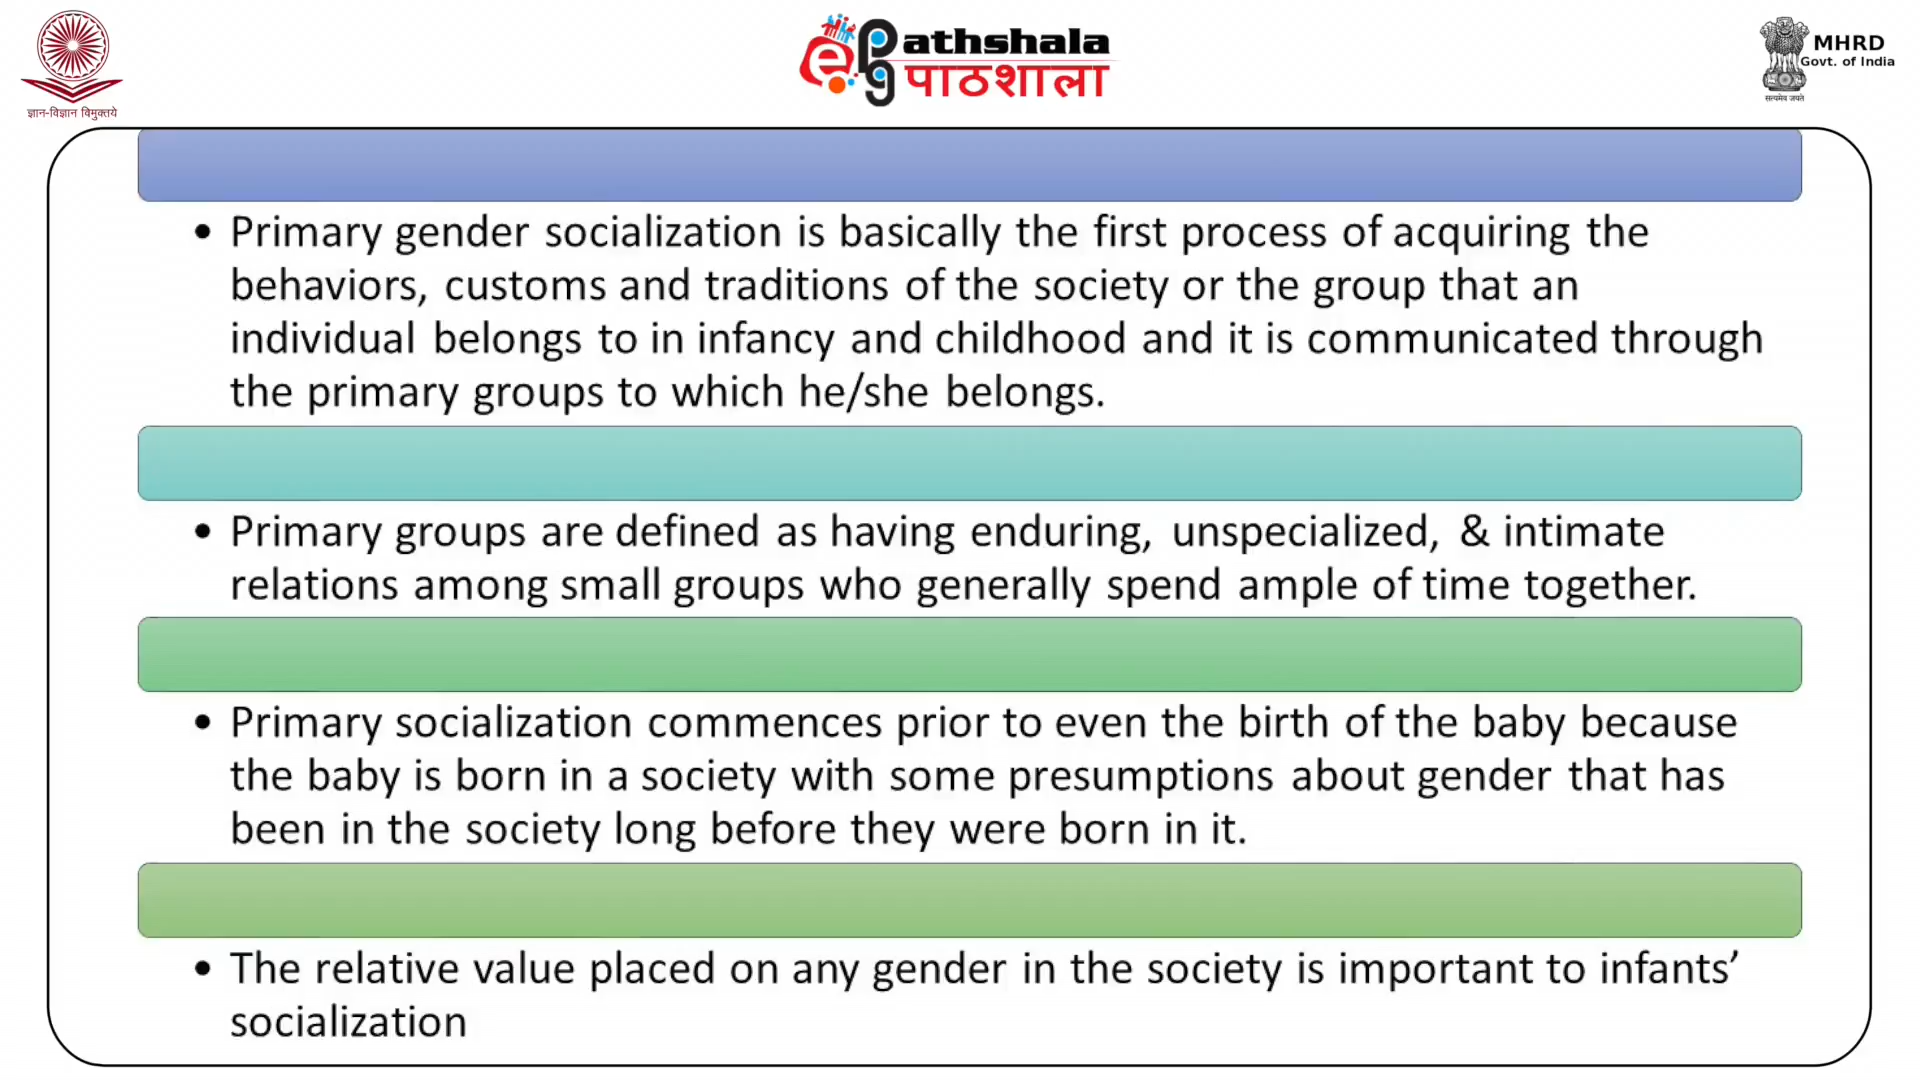 ज्ञान-विज्ञान विमुक्तये
e PG Pathshala
पाठशाला
MHRD
Govt. of India
सत्यमेव जयते
• Primary gender socialization is basically the first process of acquiring the
behaviors, customs and traditions of the society or the group that an
individual belongs to in infancy and childhood and it is communicated through
the primary groups to which he/she belongs.
• Primary groups are defined as having enduring, unspecialized, & intimate
relations among small groups who generally spend ample of time together.
• Primary socialization commences prior to even the birth of the baby because
the baby is born in a society with some presumptions about gender that has
been in the society long before they were born in it.
• The relative value placed on any gender in the society is important to infants’
socialization